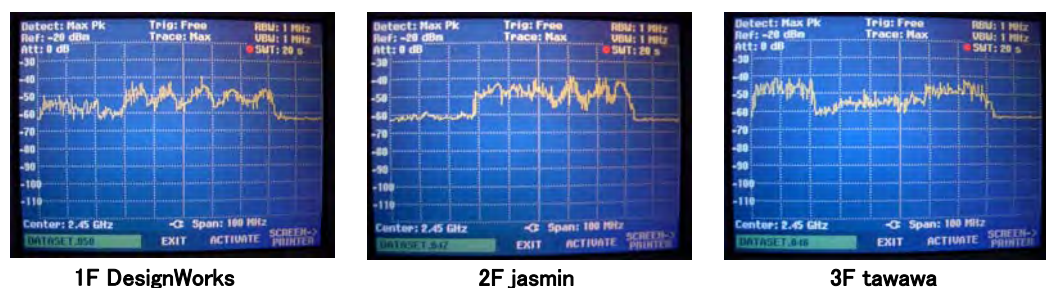 Detect: Max Pk Trig: Free RBW: 1 MHz
Ref: -20 dBm Trace: Max VBW: 1 MHz
Att: 0 dB SWT: 20 s
-30
-40
-50
-60
-70
-80
-90
-100
-110
Center: 2.45 GHz Span: 100 MHz
DATASET.050 EXIT ACTIVATE SCREEN->
PRINTER
1F DesignWorks
Detect: Max Pk Trig: Free RBW: 1 MHz
Ref: -20 dBm Trace: Max VBW: 1 MHz
Att: 0 dB SWT: 20 s
-30
-40
-50
-60
-70
-80
-90
-100
-110
Center: 2.45 GHz Span: 100 MHz
DATASET.047 EXIT ACTIVATE SCREEN->
PRINTER
2F jasmin
Detect: Max Pk Trig: Free RBW: 1 MHz
Ref: -20 dBm Trace: Max VBW: 1 MHz
Att: 0 dB SWT: 20 s
-30
-40
-50
-60
-70
-80
-90
-100
-110
Center: 2.45 GHz Span: 100 MHz
EXIT ACTIVATE SCREEN->
PRINTER
3F tawawa